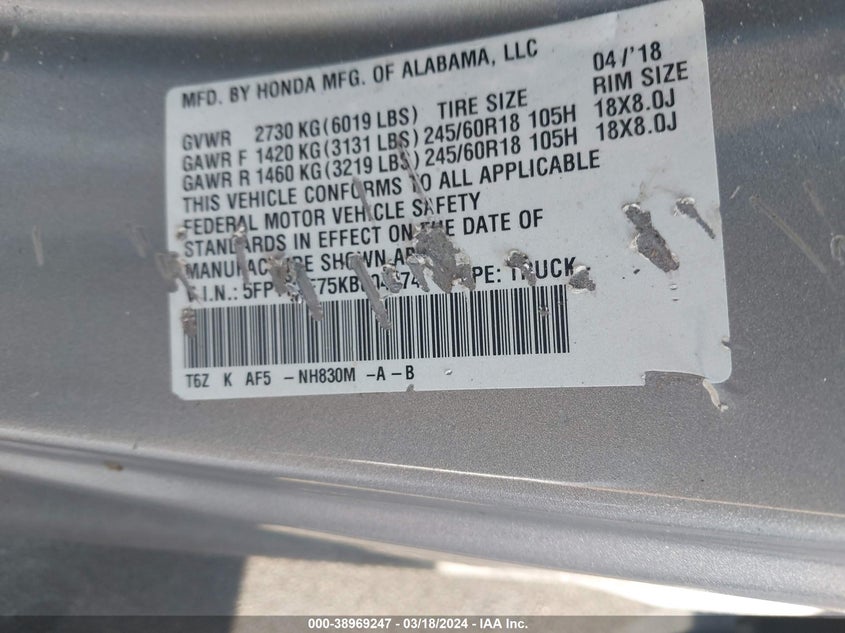 MFD. BY HONDA MFG. OF ALABAMA, LLC 04/'18
GVWR 2730 KG(6019 LBS) TIRE SIZE RIM SIZE
GAWR F 1420 KG(3131 LBS) 245/60R18 105H 18X8.0J
GAWR R 1460 KG(3219 LBS) 245/60R18 105H 18X8.0J
THIS VEHICLE CONFORMS TO ALL APPLICABLE
FEDERAL MOTOR VEHICLE SAFETY
STANDARDS IN EFFECT ON THE DATE OF
MANUFACTURE SHOWN
V.I.N.: TRUCK
T6Z K AF5 -NH830M -A-B
000-38969247 - 03/18/2024 - IAA Inc.